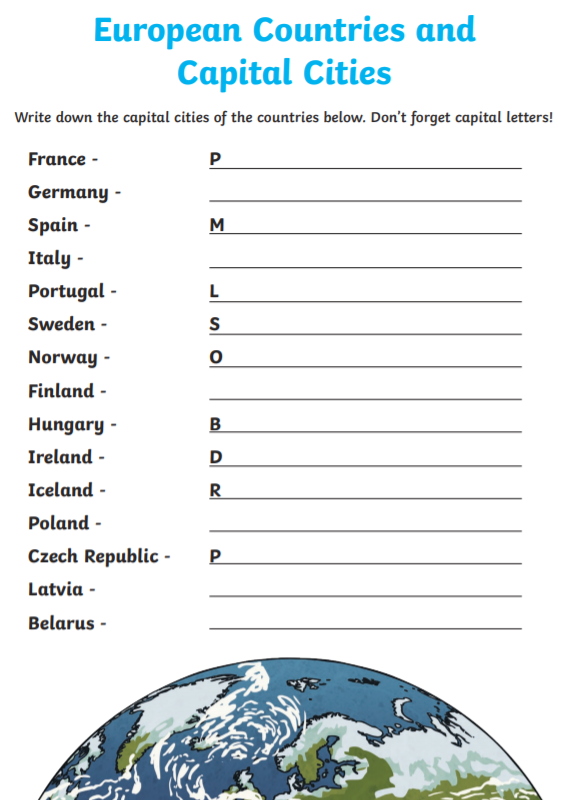 European Countries and
Capital Cities
Write down the capital cities of the countries below. Don't forget capital letters!
France - P
Germany -
Spain - M
Italy -
Portugal - L
Sweden - S
Norway - O
Finland -
Hungary - B
Ireland - D
Iceland - R
Poland -
Czech Republic - P
Latvia -
Belarus -